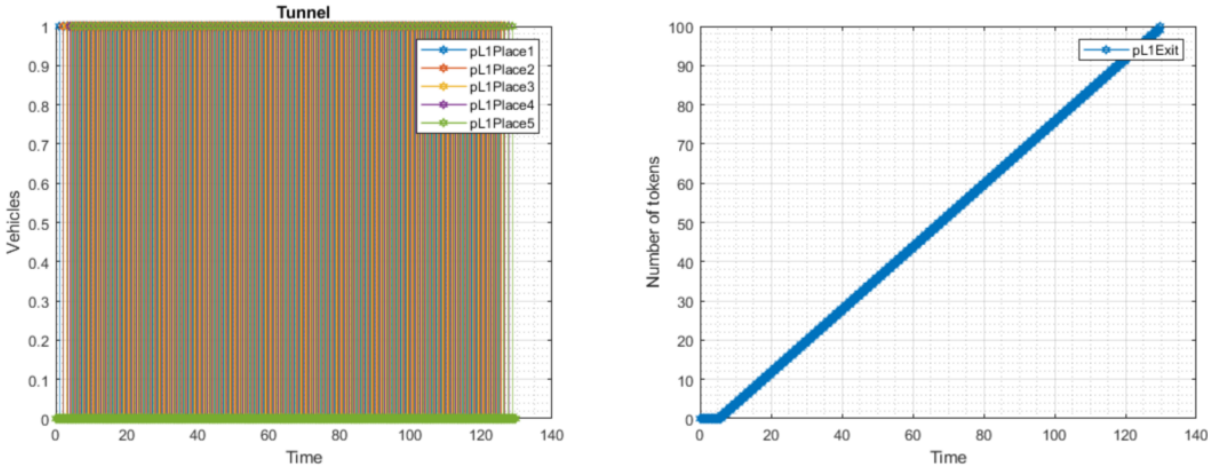 Tunnel
1
0.9
0.8
0.7
0.6
0.5
0.4
0.3
0.2
0.1
0
Vehicles
pL1Place1
pL1Place2
pL1Place3
pL1Place4
pL1Place5
0 20 40 60 80 100 120 140
Time
100
90
80
70
60
50
40
30
20
10
0
Number of tokens
pL1Exit
0 20 40 60 80 100 120 140
Time